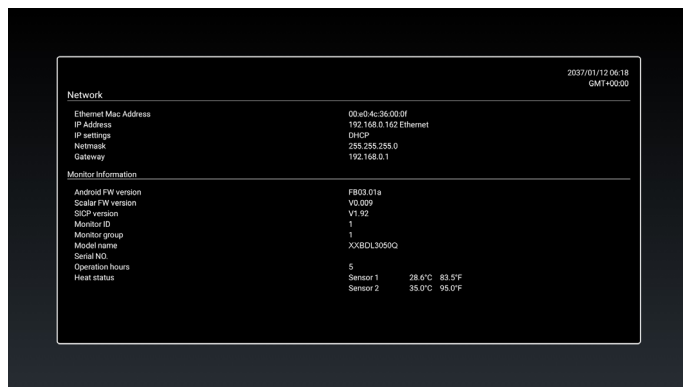 2037/01/12 06:18
GMT+00:00
Network
Ethernet Mac Address 00:e0:4c:36:00:0f
IP Address 192.168.0.162 Ethernet
IP settings DHCP
Netmask 255.255.255.0
Gateway 192.168.0.1
Monitor Information
Android FW version FB03.01a
Scalar FW version V0.009
SICP version V1.92
Monitor ID 1
Monitor group 1
Model name XXBDL3050Q
Serial NO.
Operation hours 5
Heat status Sensor 1 28.6°C 83.5°F
Sensor 2 35.0°C 95.0°F